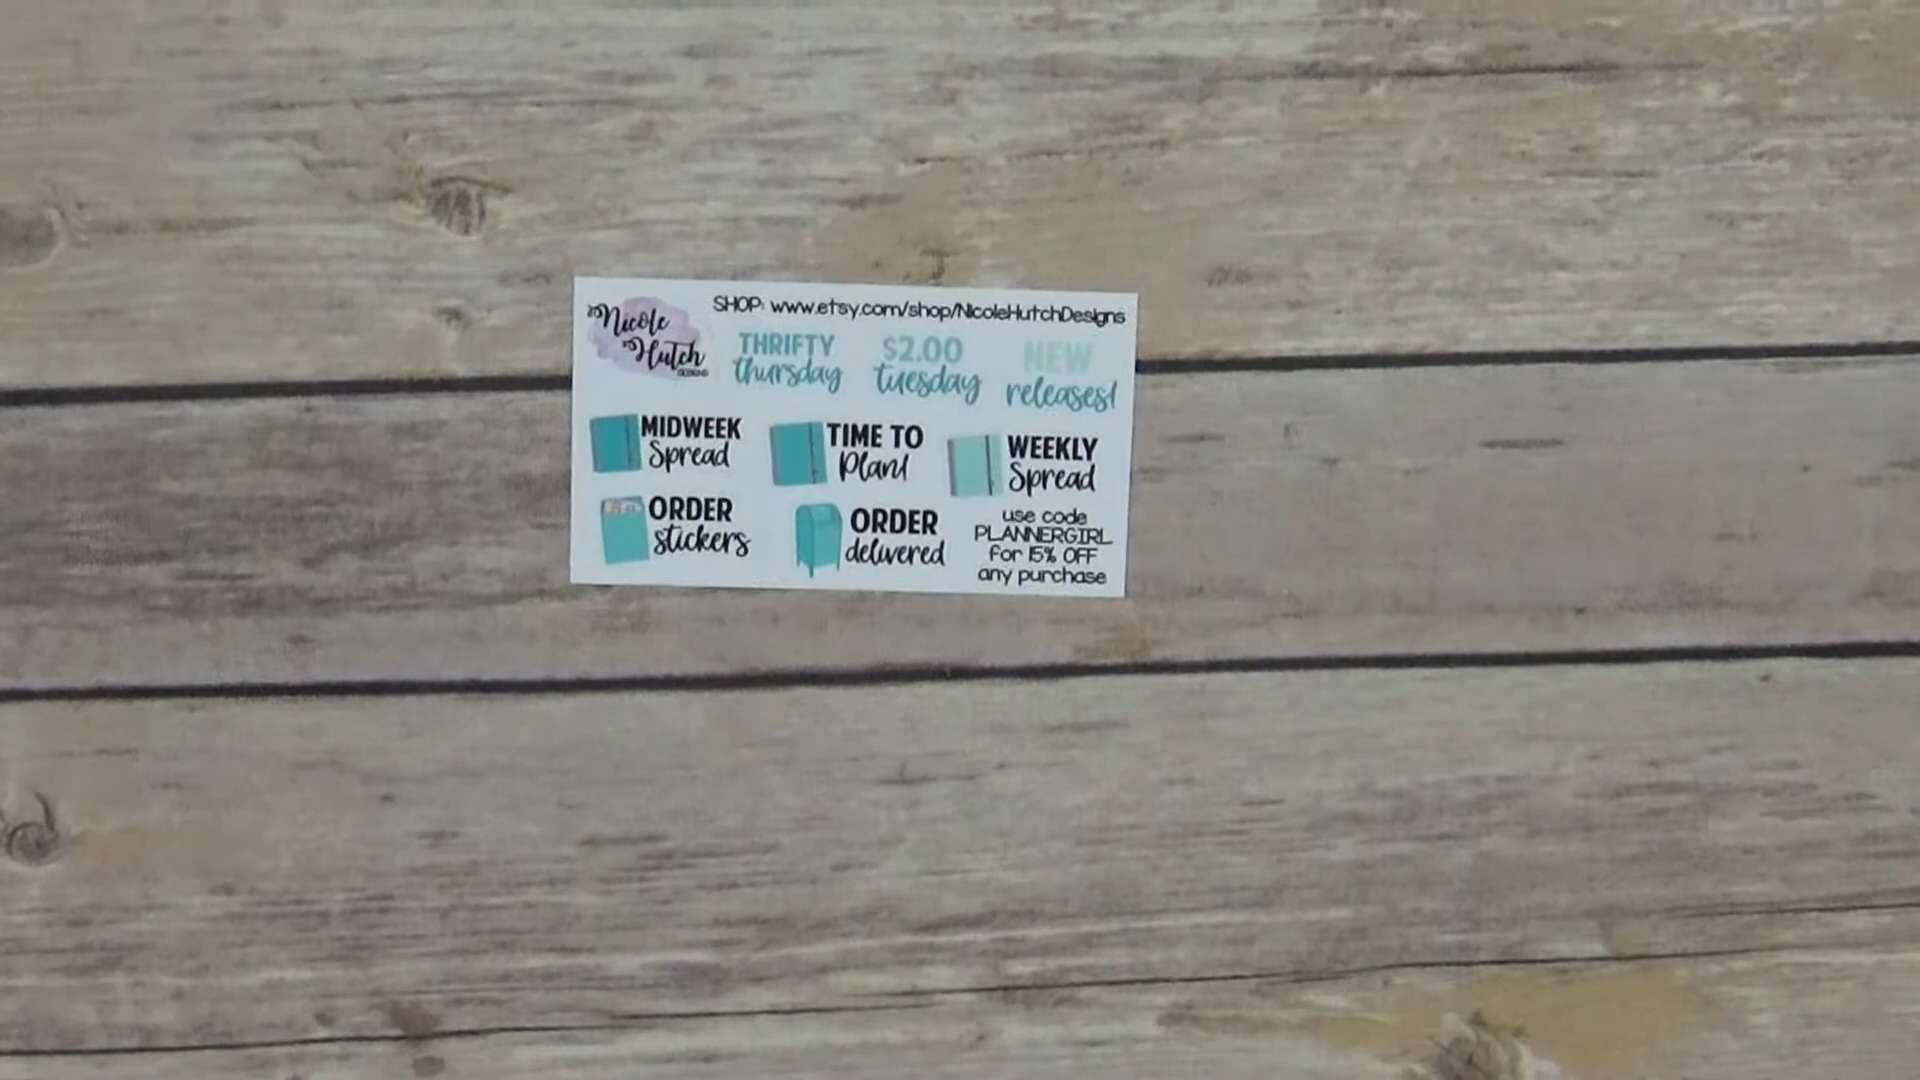 Nicole
Hutch
DESIGNS
SHOP: www.etsy.com/shop/NicoleHutchDesigns
THRIFTY
thursday
$2.00
tuesday
NEW
releases!
MIDWEEK
Spread
TIME TO
Plan!
WEEKLY
Spread
ORDER
stickers
ORDER
delivered
use code
PLANNERGIRL
for 15% OFF
any purchase